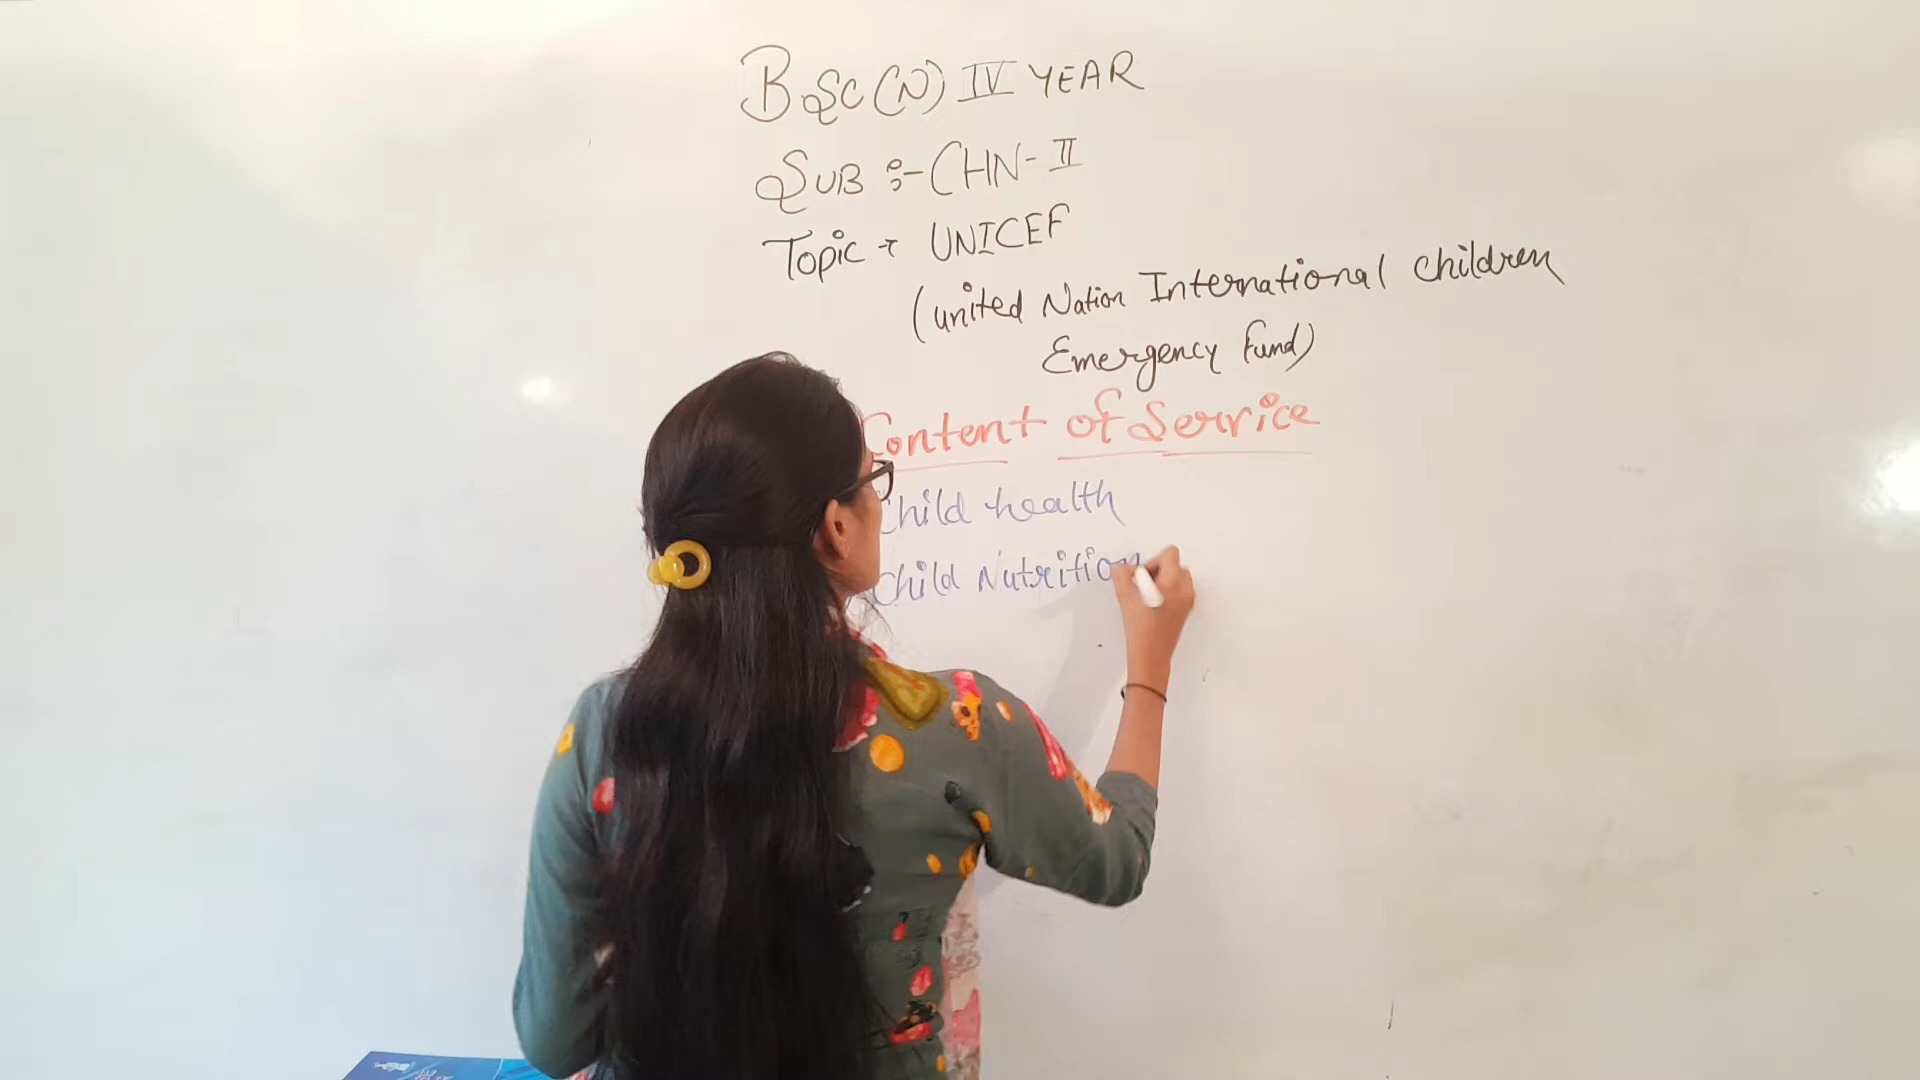 BSC (N) IV YEAR
SUB :- CHN-II
Topic → UNICEF
(united Nation International children
Emergency fund)
Content of Service
Child health
Child Nutrition